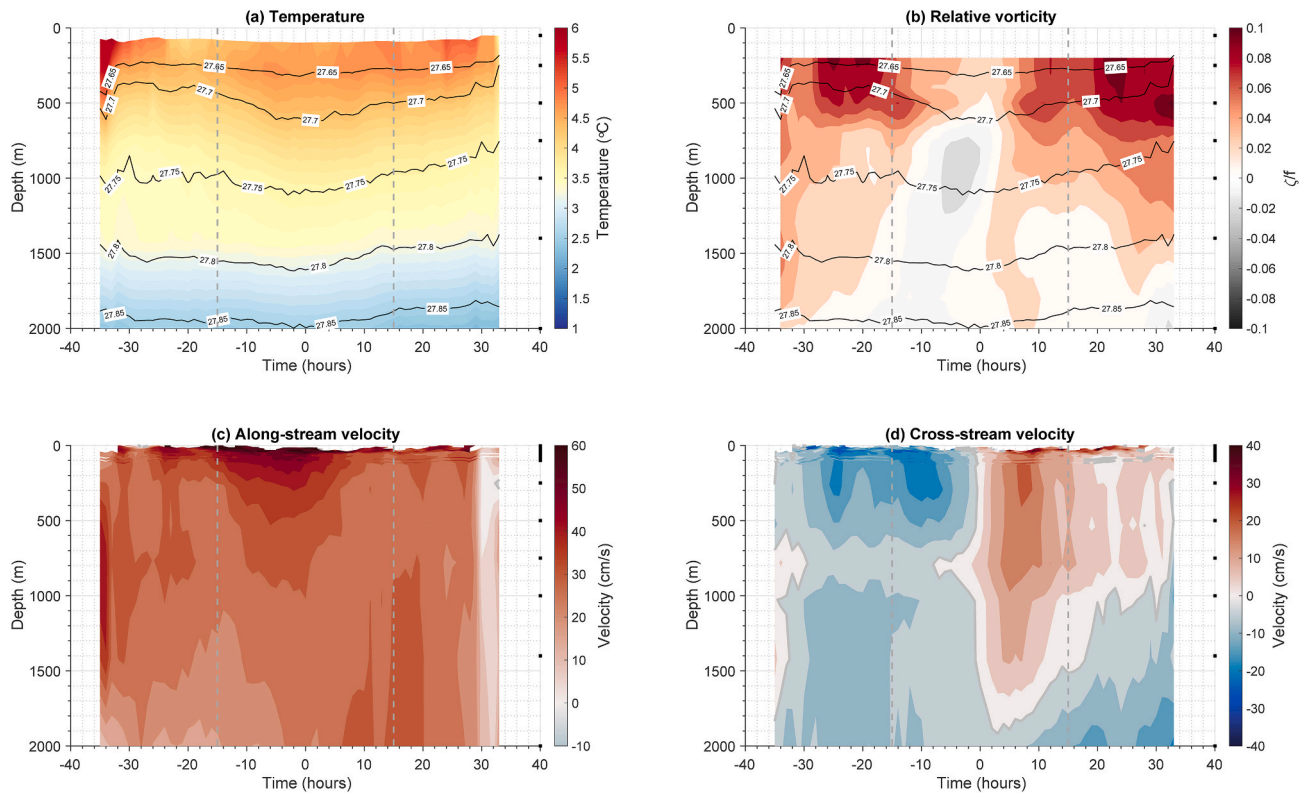 (a) Temperature
0
500
1000
1500
2000
Depth (m)
-40 -30 -20 -10 0 10 20 30 40
Time (hours)
27.65 27.65 27.65 27.65
27.7 27.7 27.7 27.7
27.75 27.75 27.75 27.75
27.8 27.8 27.8 27.8
27.85 27.85 27.85 27.85
6
5.5
5
4.5
4
3.5
3
2.5
2
1.5
1
Temperature (°C)
(b) Relative vorticity
0
500
1000
1500
2000
Depth (m)
-40 -30 -20 -10 0 10 20 30 40
Time (hours)
27.65 27.65 27.65 27.65
27.7 27.7 27.7 27.7
27.75 27.75 27.75 27.75
27.8 27.8 27.8 27.8
27.85 27.85 27.85 27.85
0.1
0.08
0.06
0.04
0.02
0
-0.02
-0.04
-0.06
-0.08
-0.1
ζ/f
(c) Along-stream velocity
0
500
1000
1500
2000
Depth (m)
-40 -30 -20 -10 0 10 20 30 40
Time (hours)
60
50
40
30
20
10
0
-10
Velocity (cm/s)
(d) Cross-stream velocity
0
500
1000
1500
2000
Depth (m)
-40 -30 -20 -10 0 10 20 30 40
Time (hours)
40
30
20
10
0
-10
-20
-30
-40
Velocity (cm/s)